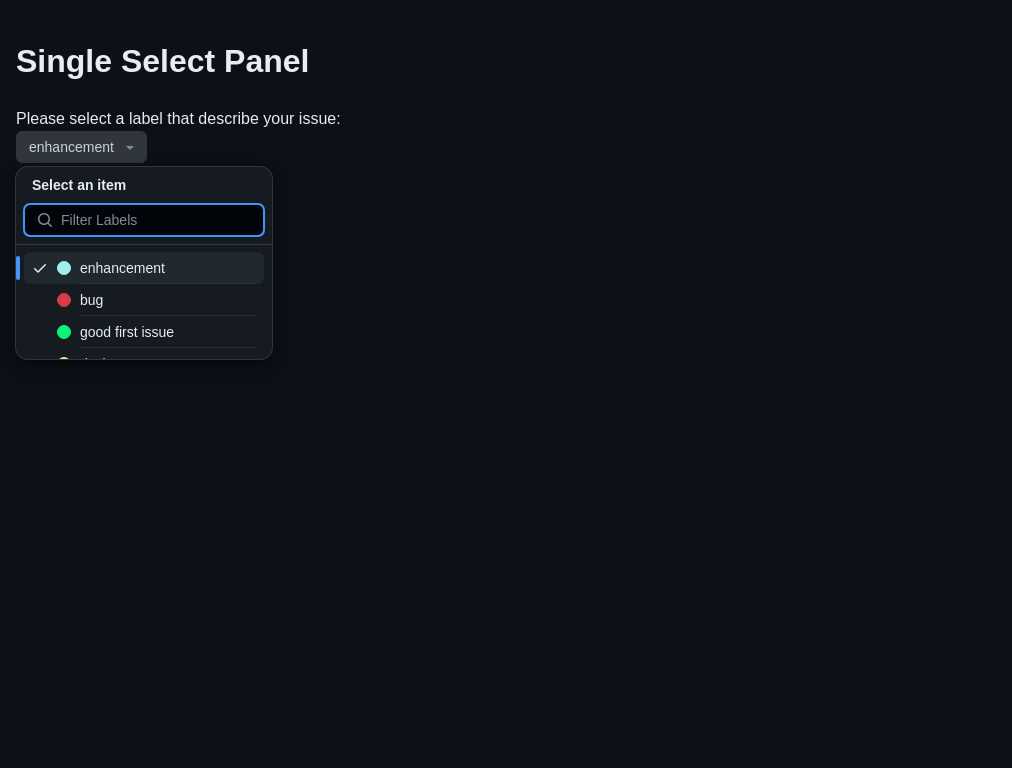 Single Select Panel
Please select a label that describe your issue:
enhancement
Select an item
Filter Labels
enhancement
bug
good first issue